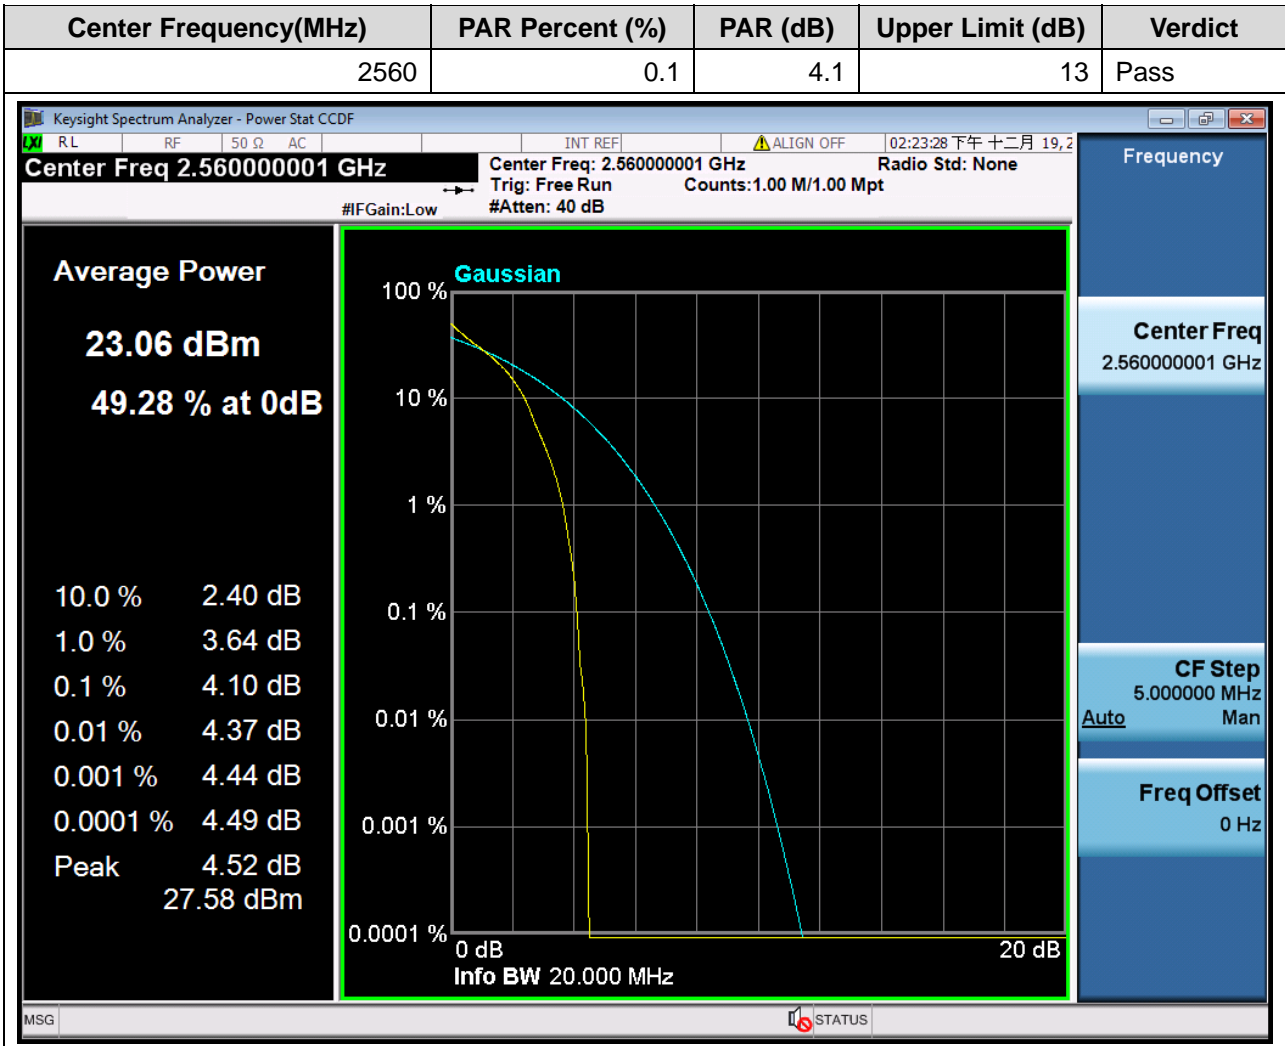 Center Frequency(MHz) PAR Percent (%) PAR (dB) Upper Limit (dB) Verdict
2560 0.1 4.1 13 Pass
Keysight Spectrum Analyzer - Power Stat CCDF
LXI RL RF 50 Ω AC INT REF ALIGN OFF 02:23:28 下午 十二月 19, 2
Center Freq 2.560000001 GHz
Center Freq: 2.560000001 GHz Radio Std: None
Trig: Free Run Counts:1.00 M/1.00 Mpt
#IFGain:Low #Atten: 40 dB
Frequency
Average Power
23.06 dBm
49.28 % at 0dB
10.0 % 2.40 dB
1.0 % 3.64 dB
0.1 % 4.10 dB
0.01 % 4.37 dB
0.001 % 4.44 dB
0.0001 % 4.49 dB
Peak 4.52 dB
27.58 dBm
Gaussian
100 %
10 %
1 %
0.1 %
0.01 %
0.001 %
0.0001 %
0 dB 20 dB
Info BW 20.000 MHz
Center Freq
2.560000001 GHz
CF Step
5.000000 MHz
Auto Man
Freq Offset
0 Hz
MSG STATUS